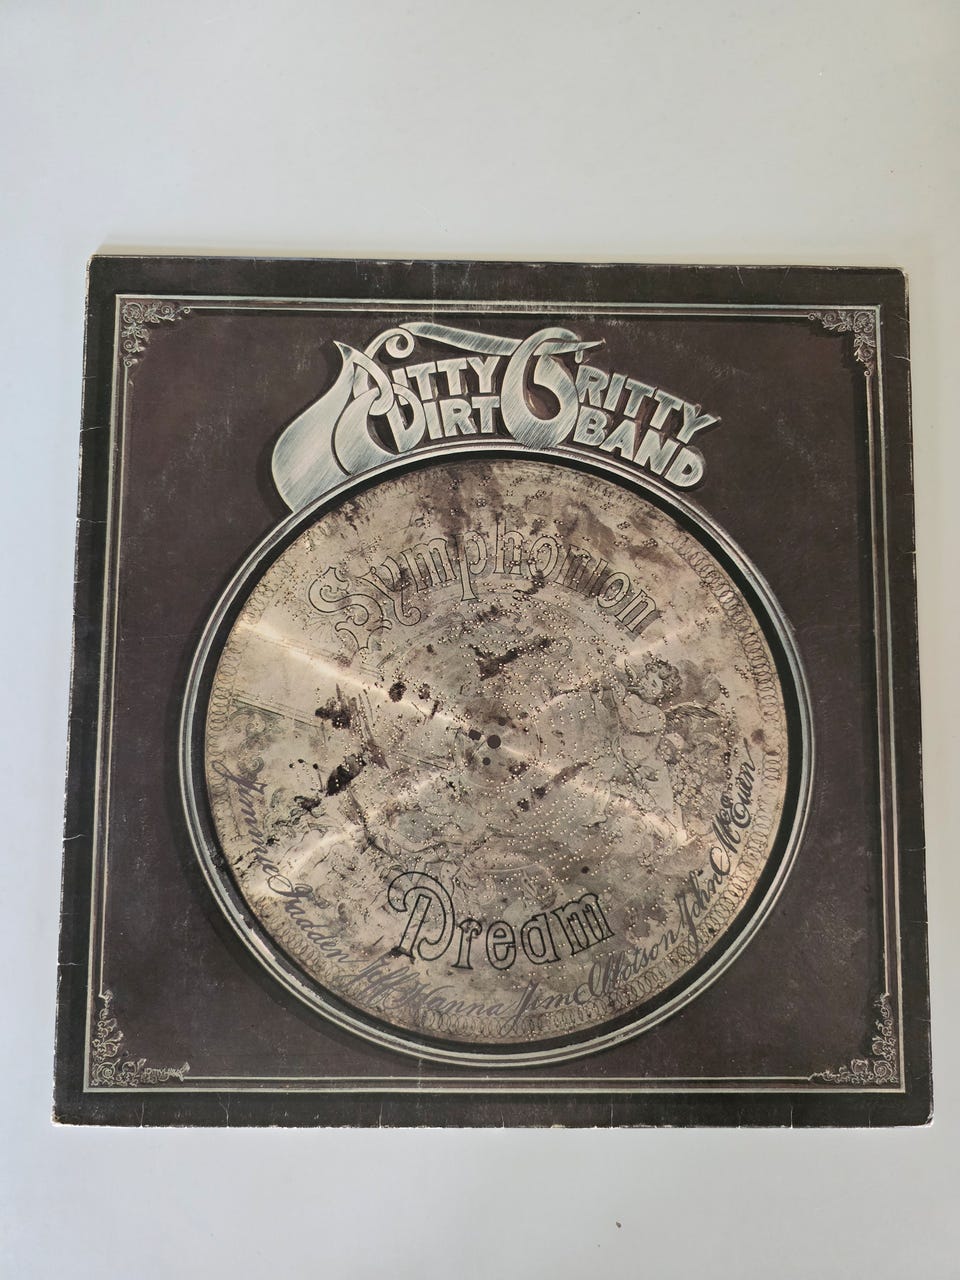 NITTY GRITTY
DIRT BAND
Symphonion
Dream
Jimmie Fadden Jeff Hanna Jim Ibbotson John McEuen